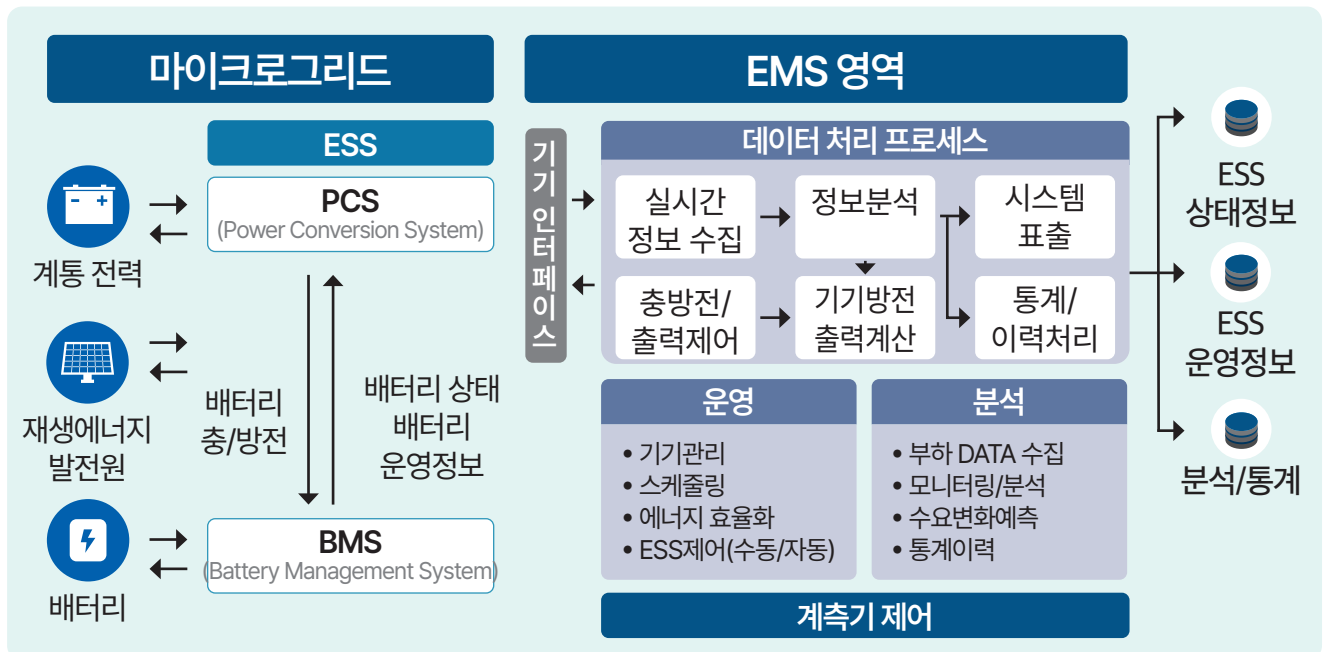 마이크로그리드
ESS
PCS
(Power Conversion System)
계통 전력
재생에너지
발전원
배터리
충/방전
배터리 상태
배터리
운영정보
BMS
(Battery Management System)
배터리
EMS 영역
기기 인터페이스
데이터 처리 프로세스
실시간
정보 수집
정보분석
시스템
표출
충방전/
출력제어
기기방전
출력계산
통계/
이력처리
운영
• 기기관리
• 스케줄링
• 에너지 효율화
• ESS제어(수동/자동)
분석
• 부하 DATA 수집
• 모니터링/분석
• 수요변화예측
• 통계이력
계측기 제어
ESS
상태정보
ESS
운영정보
분석/통계